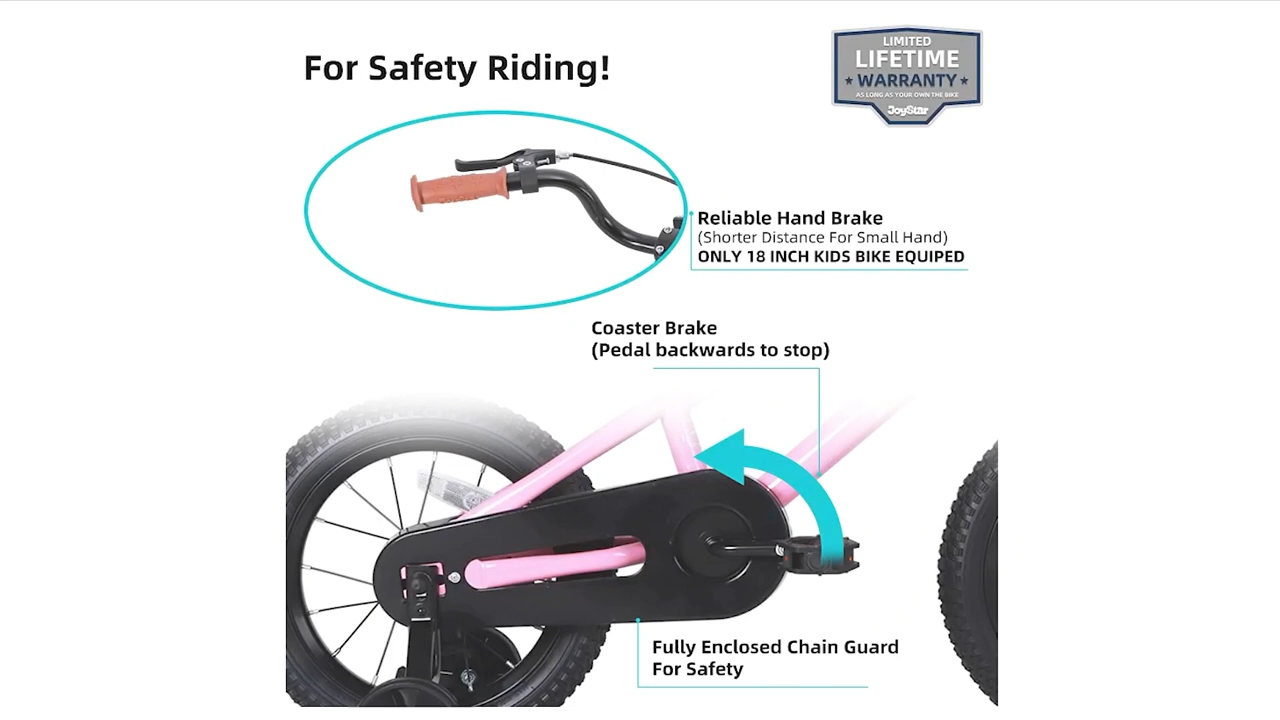 For Safety Riding!
LIMITED
LIFETIME
WARRANTY
AS LONG AS YOUR OWN THE BIKE
JoyStar
Reliable Hand Brake
(Shorter Distance For Small Hand)
ONLY 18 INCH KIDS BIKE EQUIPED
Coaster Brake
(Pedal backwards to stop)
Fully Enclosed Chain Guard
For Safety